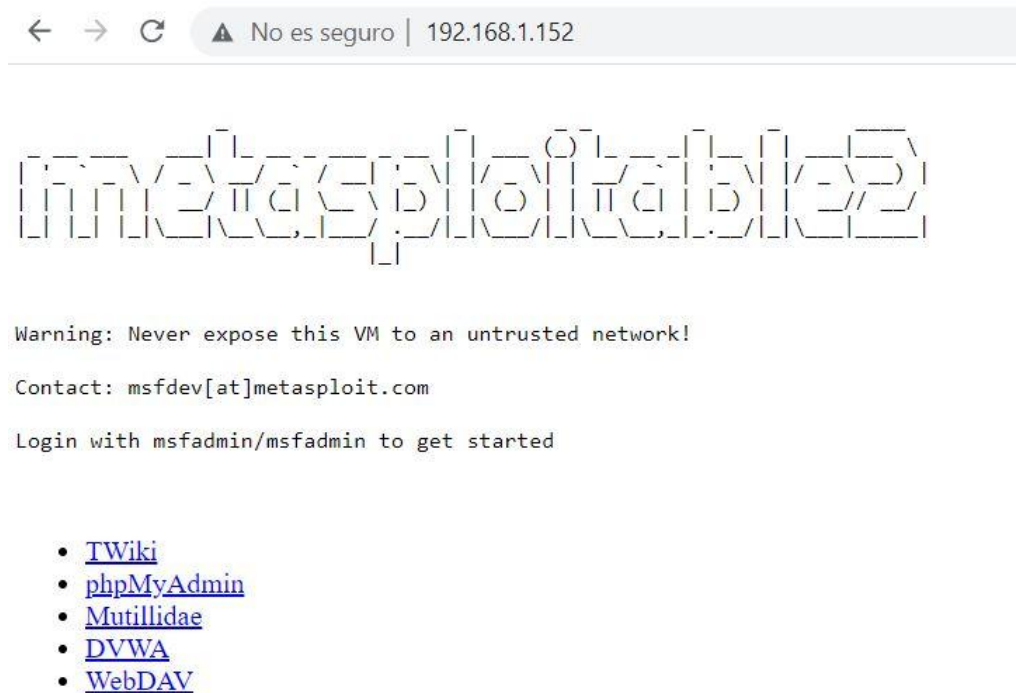 No es seguro | 192.168.1.152
metasploitable2
Warning: Never expose this VM to an untrusted network!
Contact: msfdev[at]metasploit.com
Login with msfadmin/msfadmin to get started
TWiki
phpMyAdmin
Mutillidae
DVWA
WebDAV